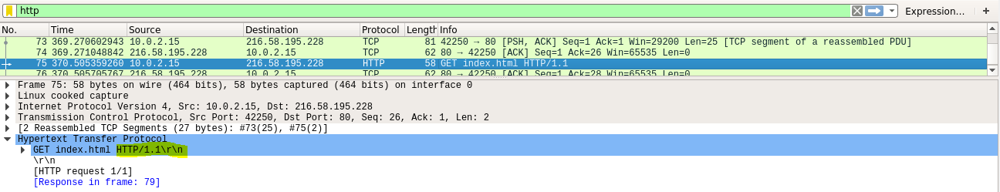 http Expression... +
No. Time Source Destination Protocol Length Info
73 369.270602943 10.0.2.15 216.58.195.228 TCP 81 42250 → 80 [PSH, ACK] Seq=1 Ack=1 Win=29200 Len=25 [TCP segment of a reassembled PDU]
74 369.271048842 216.58.195.228 10.0.2.15 TCP 62 80 → 42250 [ACK] Seq=1 Ack=26 Win=65535 Len=0
75 370.505359260 10.0.2.15 216.58.195.228 HTTP 58 GET index.html HTTP/1.1
76 370.505705767 216.58.195.228 10.0.2.15 TCP 62 80 → 42250 [ACK] Seq=1 Ack=28 Win=65535 Len=0
Frame 75: 58 bytes on wire (464 bits), 58 bytes captured (464 bits) on interface 0
Linux cooked capture
Internet Protocol Version 4, Src: 10.0.2.15, Dst: 216.58.195.228
Transmission Control Protocol, Src Port: 42250, Dst Port: 80, Seq: 26, Ack: 1, Len: 2
[2 Reassembled TCP Segments (27 bytes): #73(25), #75(2)]
Hypertext Transfer Protocol
GET index.html HTTP/1.1\r\n
\r\n
[HTTP request 1/1]
[Response in frame: 79]